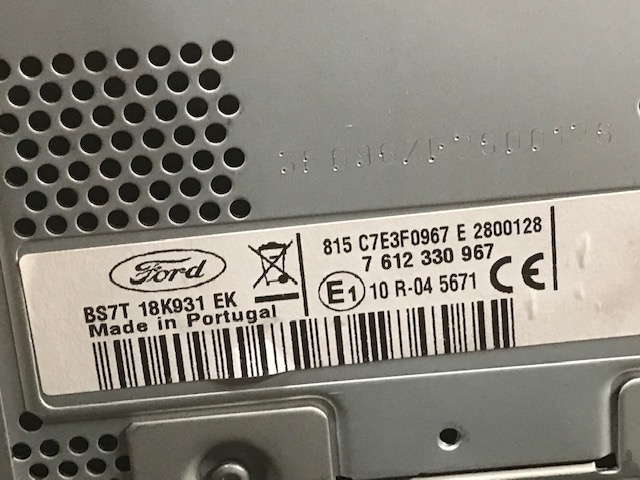 Ford
BS7T 18K931 EK
Made in Portugal
815 C7E3F0967 E 2800128
7 612 330 967
E1 10 R-04 5671
CE